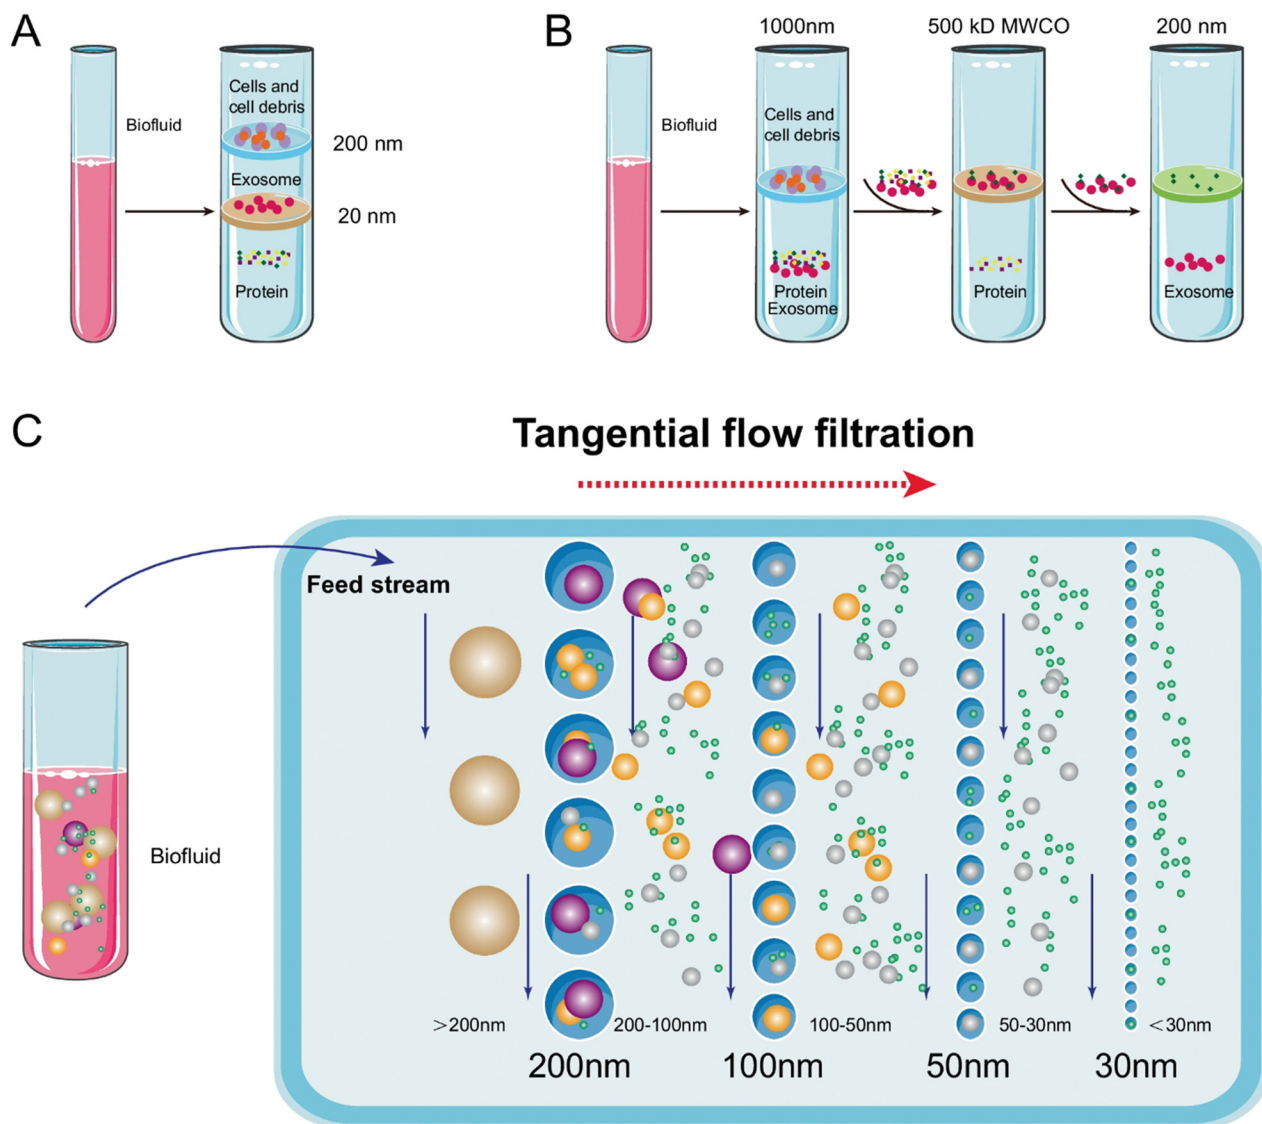 A
Biofluid
Cells and
cell debris
200 nm
Exosome
20 nm
Protein
B
1000nm
500 kD MWCO
200 nm
Biofluid
Cells and
cell debris
Protein
Exosome
Protein
Exosome
C
Tangential flow filtration
Feed stream
Biofluid
>200nm
200-100nm
100-50nm
50-30nm
<30nm
200nm
100nm
50nm
30nm